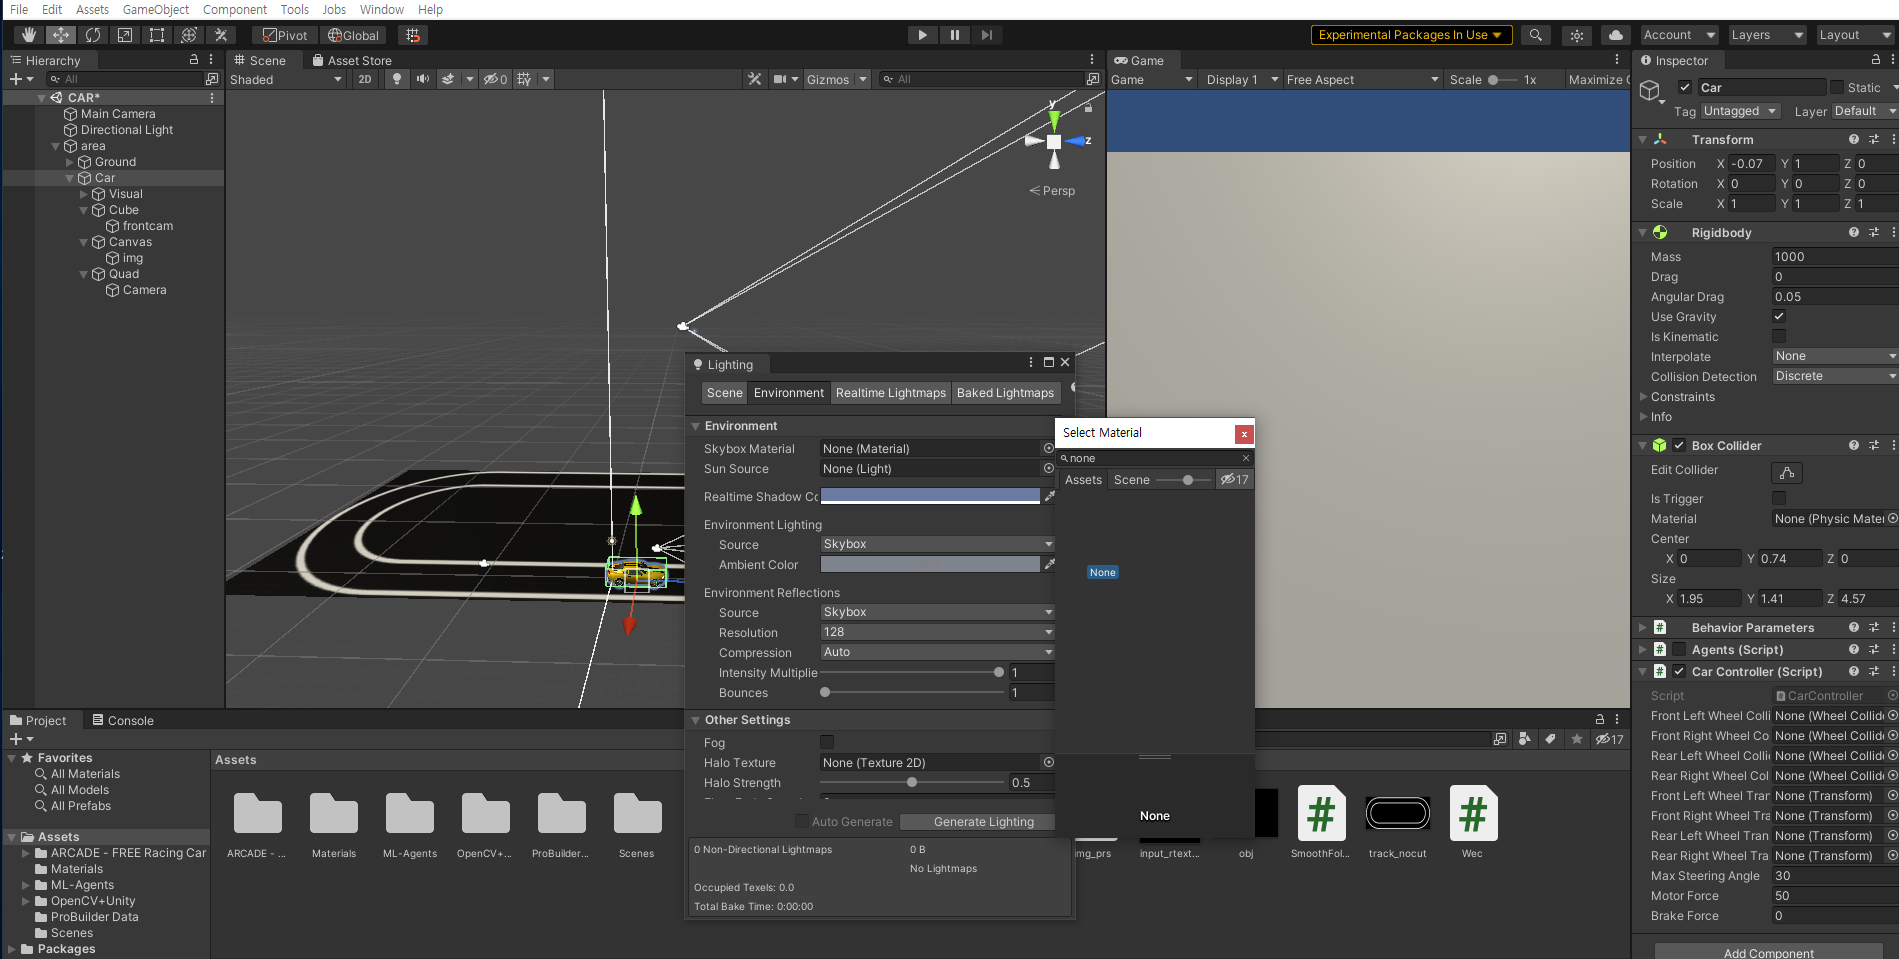 File Edit Assets GameObject Component Tools Jobs Window Help
Pivot Global Experimental Packages In Use Account Layers Layout
Hierarchy
All
CAR*
Main Camera
Directional Light
area
Ground
Car
Visual
Cube
frontcam
Canvas
img
Quad
Camera
Scene Asset Store
Shaded 2D 0 Gizmos All
y
z
Persp
Game
Game Display 1 Free Aspect Scale 1x Maximize
Lighting
Scene Environment Realtime Lightmaps Baked Lightmaps
Environment
Skybox Material None (Material)
Sun Source None (Light)
Realtime Shadow Co
Environment Lighting
Source Skybox
Ambient Color
Environment Reflections
Source Skybox
Resolution 128
Compression Auto
Intensity Multiplie 1
Bounces 1
Other Settings
Fog
Halo Texture None (Texture 2D)
Halo Strength 0.5
Auto Generate Generate Lighting
0 Non-Directional Lightmaps 0 B
No Lightmaps
Occupied Texels: 0.0
Total Bake Time: 0:00:00
Select Material x
none
Assets Scene 17
None
None
Inspector
Car Static
Tag Untagged Layer Default
Transform
Position X -0.07 Y 1 Z 0
Rotation X 0 Y 0 Z 0
Scale X 1 Y 1 Z 1
Rigidbody
Mass 1000
Drag 0
Angular Drag 0.05
Use Gravity
Is Kinematic
Interpolate None
Collision Detection Discrete
Constraints
Info
Box Collider
Edit Collider
Is Trigger
Material None (Physic Mater
Center
X 0 Y 0.74 Z 0
Size
X 1.95 Y 1.41 Z 4.57
# Behavior Parameters
# Agents (Script)
# Car Controller (Script)
Script # CarController
Front Left Wheel Colli None (Wheel Collide
Front Right Wheel Co None (Wheel Collide
Rear Left Wheel Colli None (Wheel Collide
Rear Right Wheel Col None (Wheel Collide
Front Left Wheel Tran None (Transform)
Front Right Wheel Tra None (Transform)
Rear Left Wheel Tran None (Transform)
Rear Right Wheel Tra None (Transform)
Max Steering Angle 30
Motor Force 50
Brake Force 0
Add Component
Project Console
17
Favorites
All Materials
All Models
All Prefabs
Assets
ARCADE - FREE Racing Car
Materials
ML-Agents
OpenCV+Unity
ProBuilder Data
Scenes
Packages
Assets
# #
ARCADE - ... Materials ML-Agents OpenCV+... ProBuilder... Scenes img_prs input_rtext... obj SmoothFol... track_nocut Wec